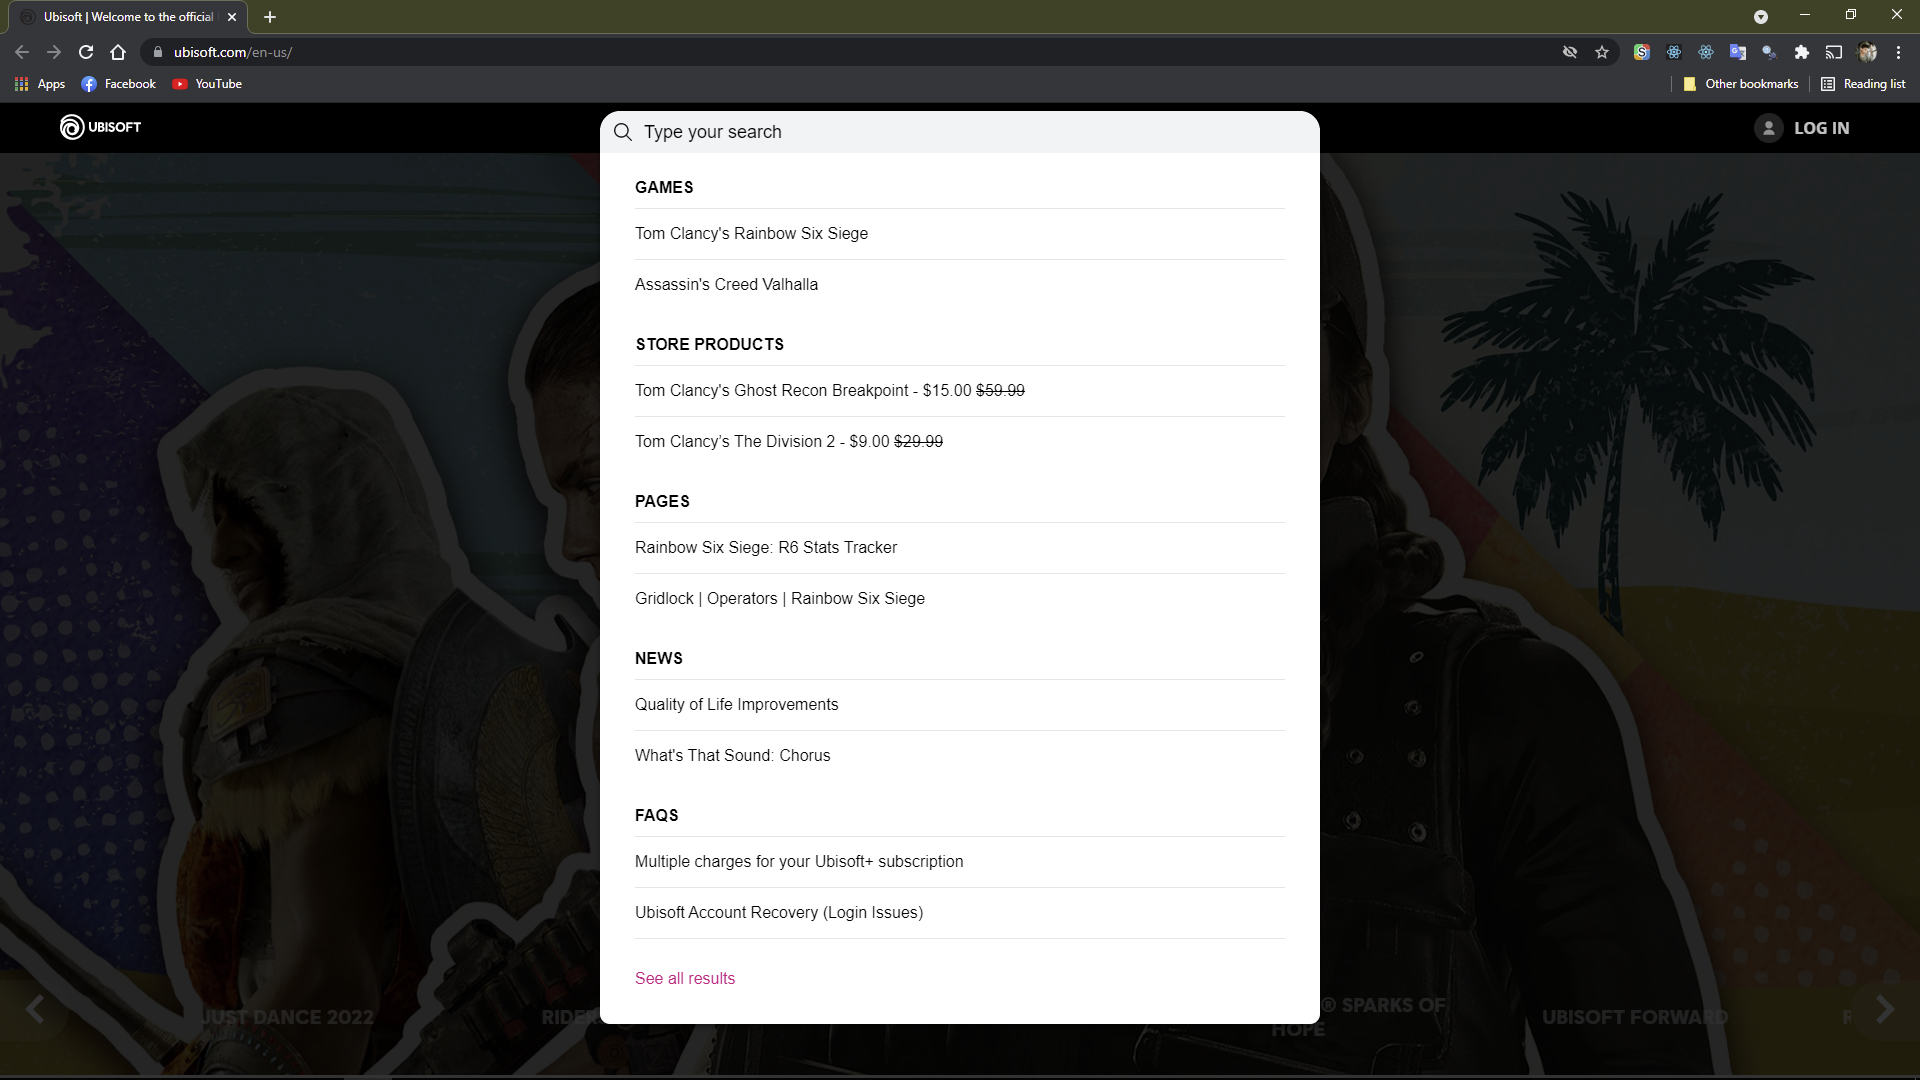 Ubisoft | Welcome to the official
ubisoft.com/en-us/
Apps
Facebook
YouTube
Other bookmarks
Reading list
UBISOFT
Type your search
LOG IN
GAMES
Tom Clancy's Rainbow Six Siege
Assassin's Creed Valhalla
STORE PRODUCTS
Tom Clancy's Ghost Recon Breakpoint - $15.00 $59.99
Tom Clancy’s The Division 2 - $9.00 $29.99
PAGES
Rainbow Six Siege: R6 Stats Tracker
Gridlock | Operators | Rainbow Six Siege
NEWS
Quality of Life Improvements
What's That Sound: Chorus
FAQS
Multiple charges for your Ubisoft+ subscription
Ubisoft Account Recovery (Login Issues)
See all results
JUST DANCE 2022
RIDER
® SPARKS OF
HOPE
UBISOFT FORWARD